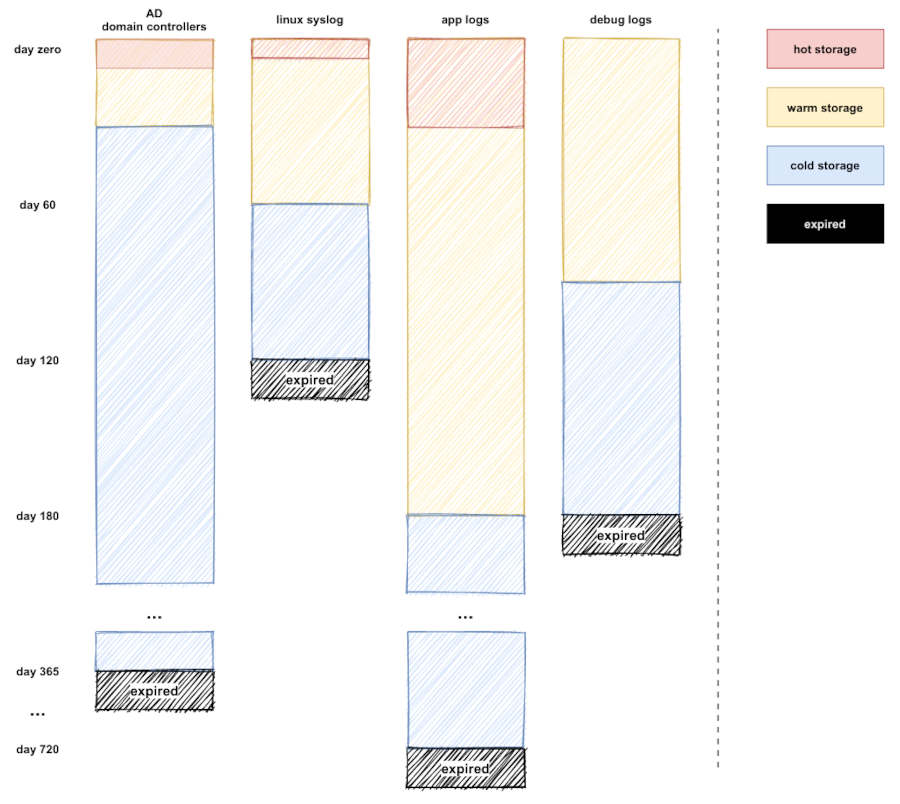 AD
domain controllers
linux syslog
app logs
debug logs
day zero
hot storage
warm storage
cold storage
day 60
expired
day 120
expired
day 180
expired
...
...
day 365
expired
...
day 720
expired